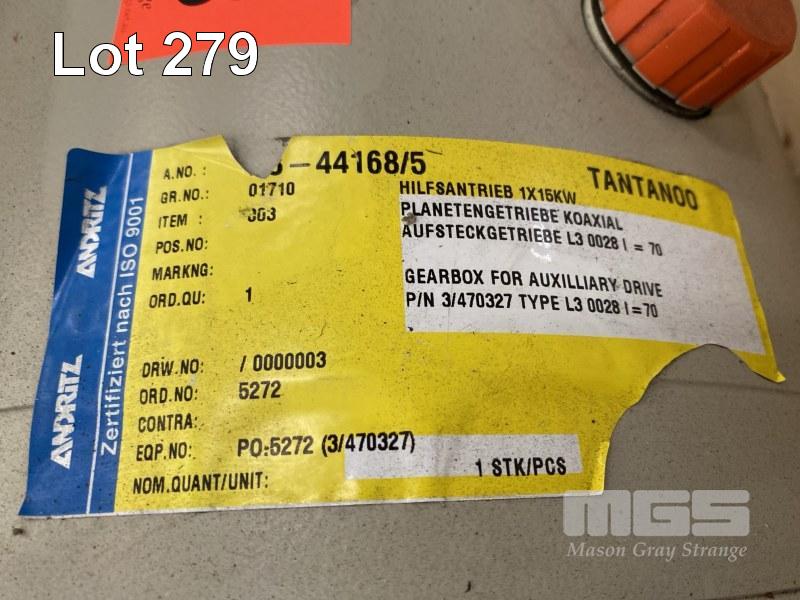 Lot 279
ANDRITZ
Zertifiziert nach ISO 9001
ANDRITZ
A.NO.: -44168/5
TANTANOO
GR.NO.: 01710
HILFSANTRIEB 1X15KW
ITEM : 303
PLANETENGETRIEBE KOAXIAL
POS.NO:
AUFSTECKGETRIEBE L3 0028 I = 70
MARKNG:
GEARBOX FOR AUXILLIARY DRIVE
ORD.QU: 1
P/N 3/470327 TYPE L3 0028 I=70
DRW.NO: / 0000003
ORD.NO: 5272
CONTRA:
EQP.NO: PO:5272 (3/470327)
NOM.QUANT/UNIT: 1 STK/PCS
MGS
Mason Gray Strange